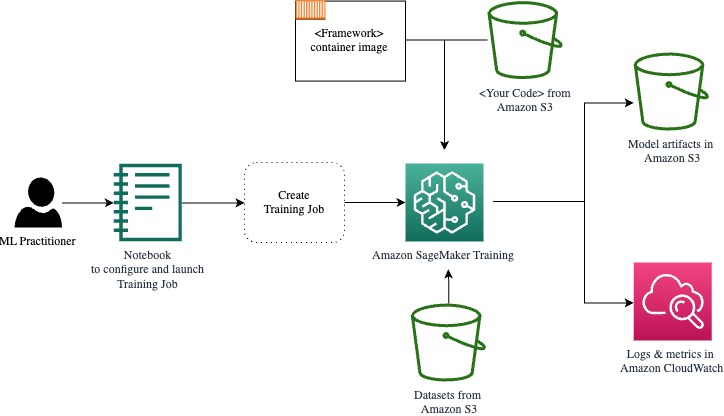 <Framework>
container image
<Your Code> from
Amazon S3
Model artifacts in
Amazon S3
ML Practitioner
Create
Training Job
Notebook
to configure and launch
Training Job
Amazon SageMaker Training
Logs & metrics in
Amazon CloudWatch
Datasets from
Amazon S3